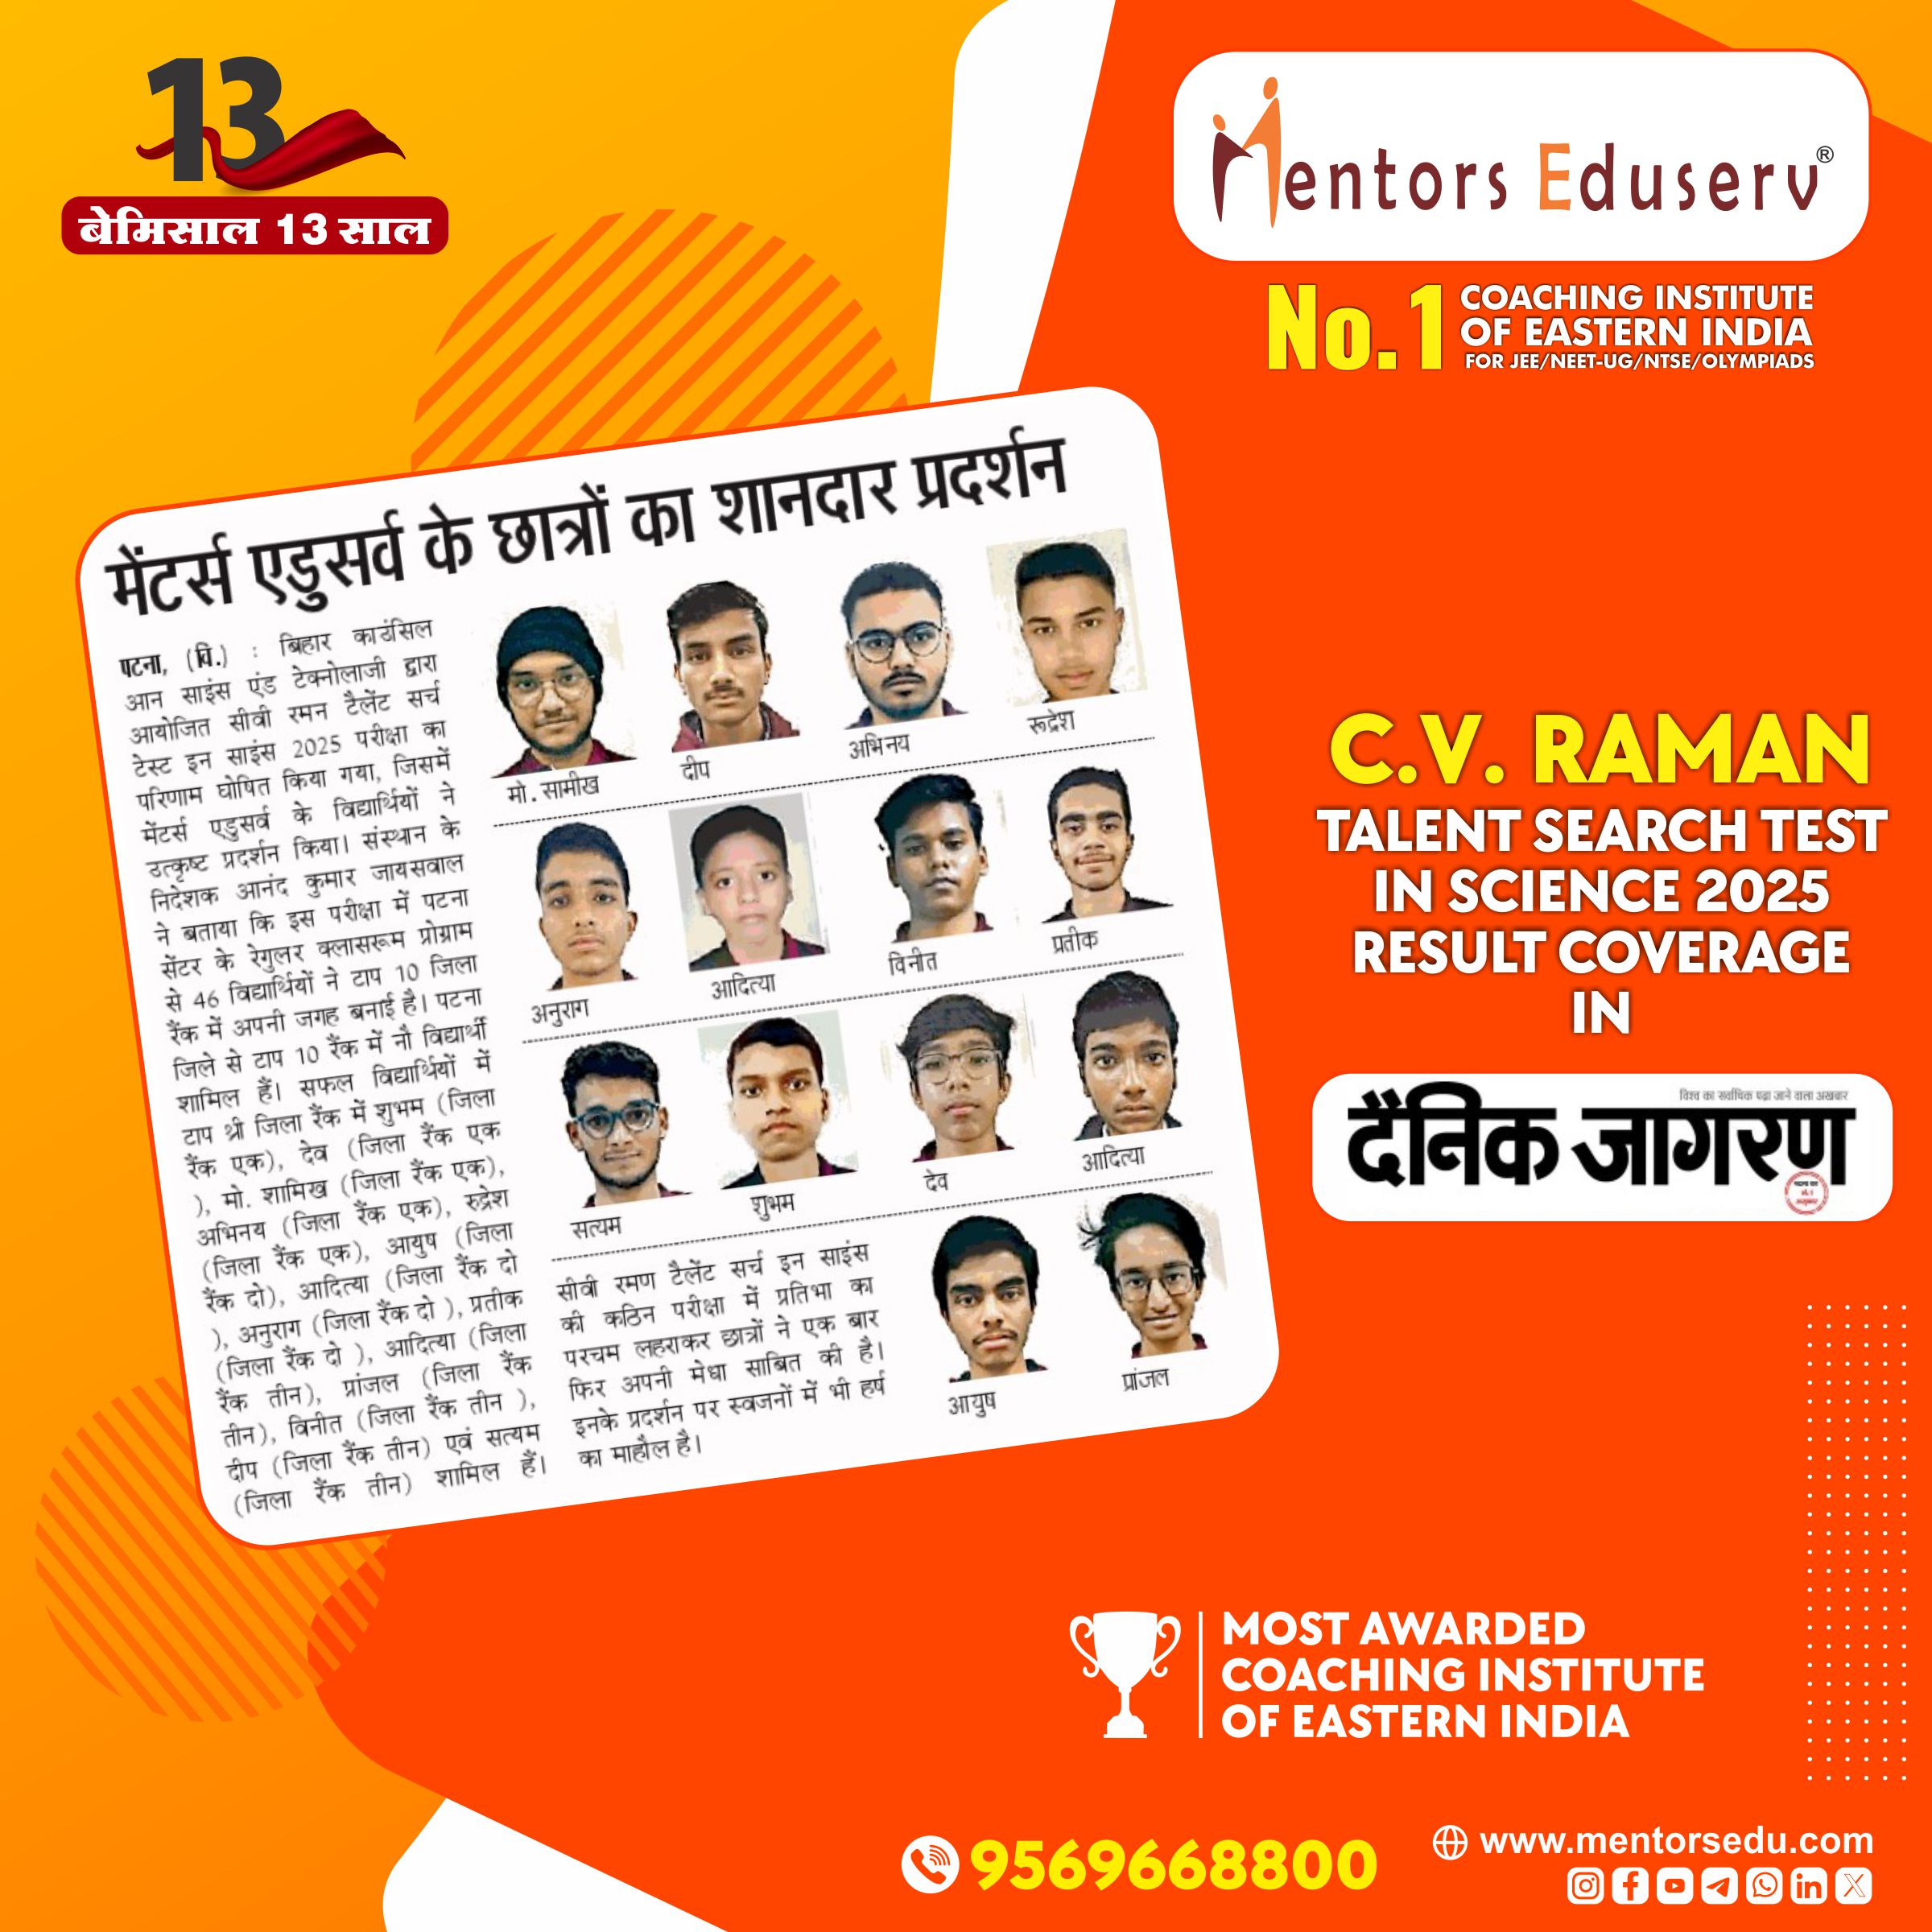 13
बेमिसाल 13 साल
Mentors Eduserv®
No.1
COACHING INSTITUTE
OF EASTERN INDIA
FOR JEE/NEET-UG/NTSE/OLYMPIADS
मेंटर्स एडुसर्व के छात्रों का शानदार प्रदर्शन
पटना, (वि.) : बिहार काउंसिल
आन साइंस एंड टेक्नोलाजी द्वारा
आयोजित सीवी रमन टैलेंट सर्च
टेस्ट इन साइंस 2025 परीक्षा का
परिणाम घोषित किया गया, जिसमें
मेंटर्स एडुसर्व के विद्यार्थियों ने
उत्कृष्ट प्रदर्शन किया। संस्थान के
निदेशक आनंद कुमार जायसवाल
ने बताया कि इस परीक्षा में पटना
सेंटर के रेगुलर क्लासरूम प्रोग्राम
से 46 विद्यार्थियों ने टाप 10 जिला
रैंक में अपनी जगह बनाई है। पटना
जिले से टाप 10 रैंक में नौ विद्यार्थी
शामिल हैं। सफल विद्यार्थियों में
टाप थ्री जिला रैंक में शुभम (जिला
रैंक एक), देव (जिला रैंक एक
), मो. शामिख (जिला रैंक एक),
अभिनय (जिला रैंक एक), रुद्रेश
(जिला रैंक एक), आयुष (जिला
रैंक दो), आदित्या (जिला रैंक दो
), अनुराग (जिला रैंक दो ), प्रतीक
(जिला रैंक दो ), आदित्या (जिला
रैंक तीन), प्रांजल (जिला रैंक
तीन), विनीत (जिला रैंक तीन ),
दीप (जिला रैंक तीन) एवं सत्यम
(जिला रैंक तीन) शामिल हैं।
मो. सामीख
दीप
अभिनय
रूद्रेश
अनुराग
आदित्या
विनीत
प्रतीक
सत्यम
शुभम
देव
आदित्या
सीवी रमण टैलेंट सर्च इन साइंस
की कठिन परीक्षा में प्रतिभा का
परचम लहराकर छात्रों ने एक बार
फिर अपनी मेधा साबित की है।
इनके प्रदर्शन पर स्वजनों में भी हर्ष
का माहौल है।
आयुष
प्रांजल
C.V. RAMAN
TALENT SEARCH TEST
IN SCIENCE 2025
RESULT COVERAGE
IN
विश्व का सर्वाधिक पढ़ा जाने वाला अखबार
दैनिक जागरण
MOST AWARDED
COACHING INSTITUTE
OF EASTERN INDIA
9569668800
www.mentorsedu.com